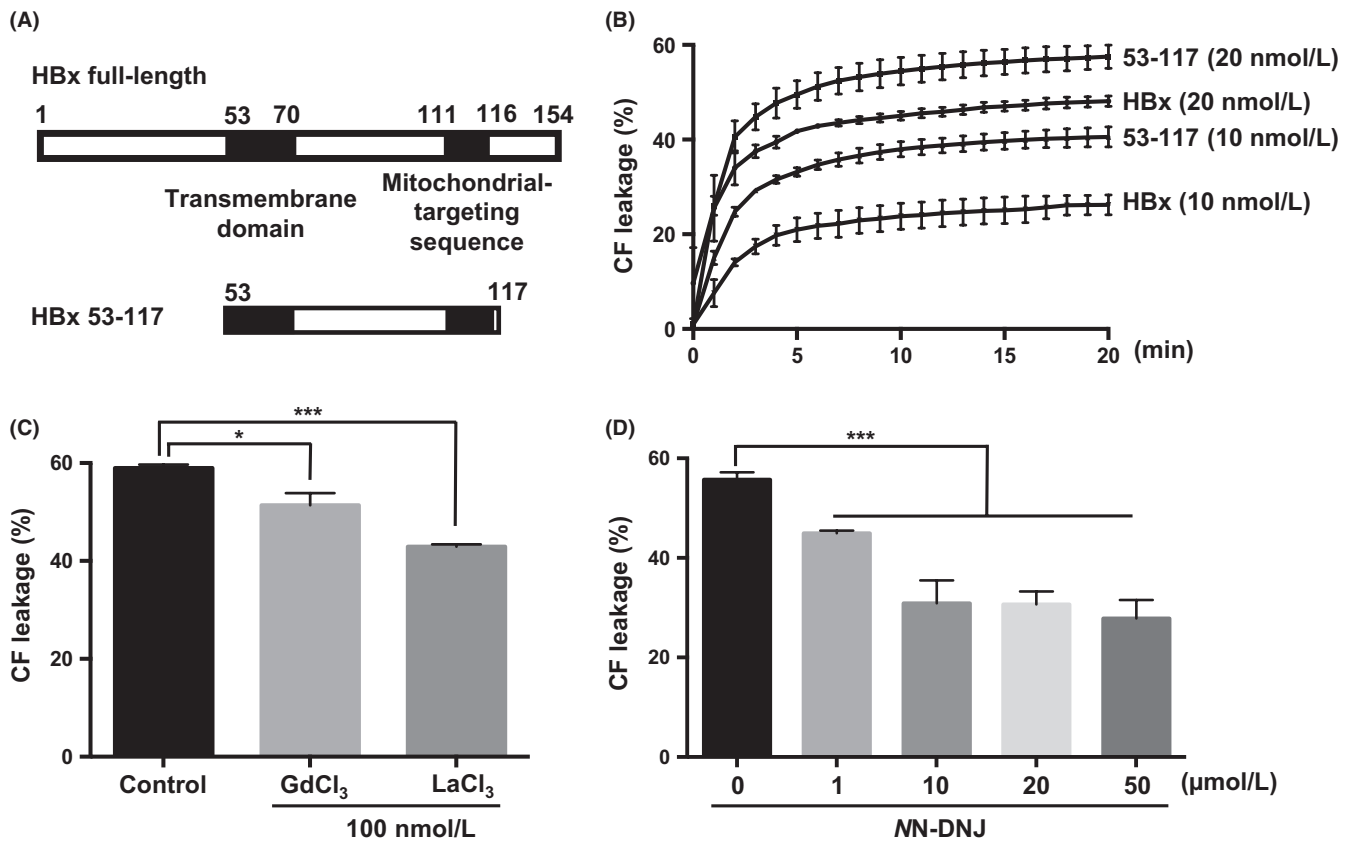 (A)
HBx full-length
1 53 70 111 116 154
Transmembrane
domain
Mitochondrial-
targeting
sequence
53 117
HBx 53-117
(B)
CF leakage (%)
60
40
20
0
0 5 10 15 20 (min)
53-117 (20 nmol/L)
HBx (20 nmol/L)
53-117 (10 nmol/L)
HBx (10 nmol/L)
(C)
***
*
CF leakage (%)
60
40
20
0
Control GdCl₃ LaCl₃
100 nmol/L
(D)
***
CF leakage (%)
60
40
20
0
0 1 10 20 50 (µmol/L)
NN-DNJ